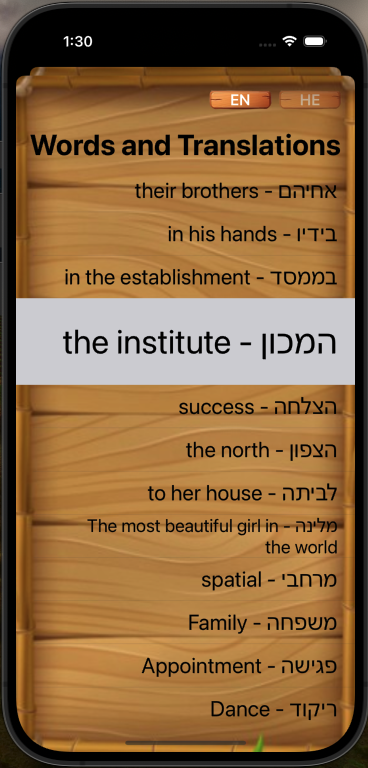 1:30
EN HE
Words and Translations
אחיהם - their brothers
בידיו - in his hands
בממסד - in the establishment
המכון - the institute
הצלחה - success
הצפון - the north
לביתה - to her house
מלינה - The most beautiful girl in
the world
מרחבי - spatial
משפחה - Family
פגישה - Appointment
ריקוד - Dance